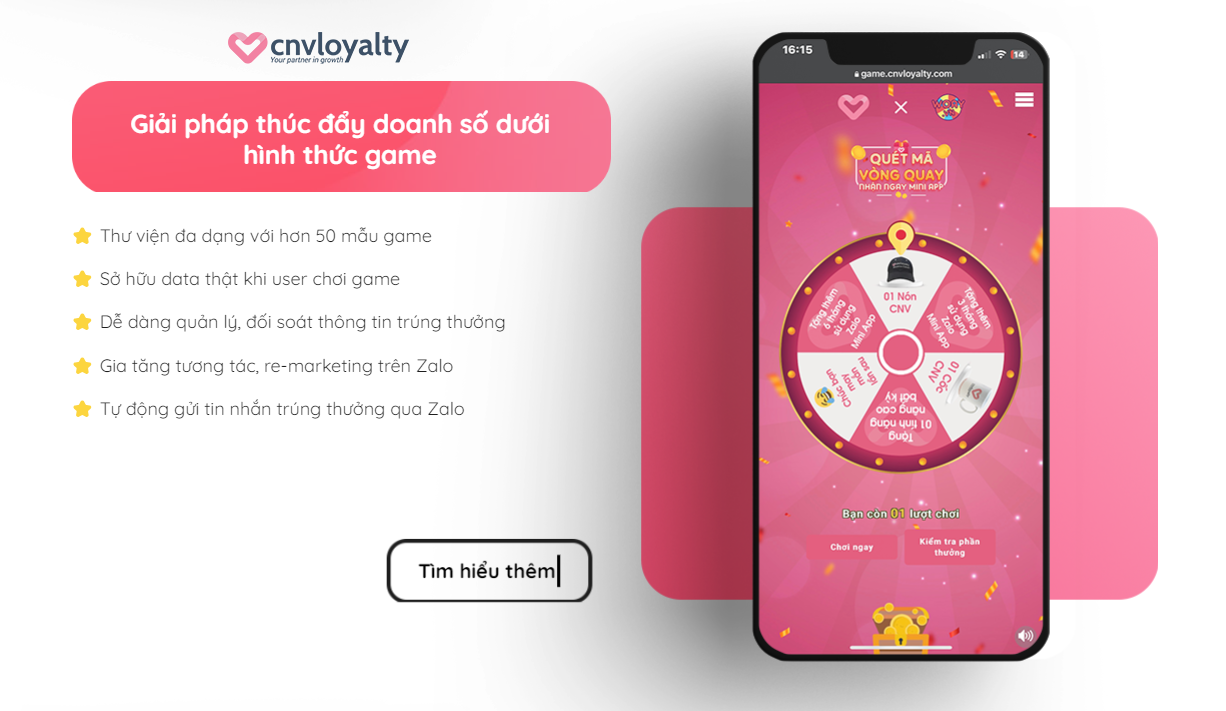 cnvloyalty
Your partner in growth
Giải pháp thúc đẩy doanh số dưới
hình thức game
Thư viện đa dạng với hơn 50 mẫu game
Sở hữu data thật khi user chơi game
Dễ dàng quản lý, đối soát thông tin trúng thưởng
Gia tăng tương tác, re-marketing trên Zalo
Tự động gửi tin nhắn trúng thưởng qua Zalo
Tìm hiểu thêm
16:15
14
game.cnvloyalty.com
QUÉT MÃ
VÒNG QUAY
NHẬN NGAY MINI APP
01 Nón
CNV
Tặng thêm
3 tháng
sử dụng
Zalo
Mini App
01 Cốc
CNV
Tặng
01 tính năng
nâng cao
bất kỳ
Chúc bạn
may
mắn
lần sau
Tặng thêm
6 tháng
sử dụng
Zalo
Mini App
Bạn còn 01 lượt chơi
Chơi ngay
Kiểm tra phần
thưởng